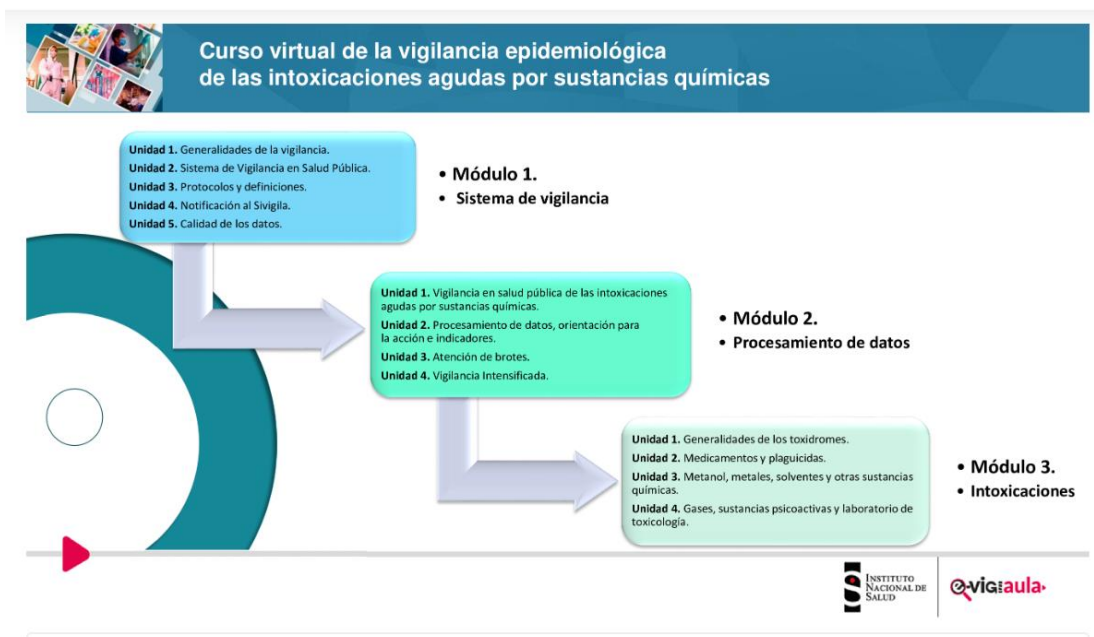 Curso virtual de la vigilancia epidemiológica
de las intoxicaciones agudas por sustancias químicas
Unidad 1. Generalidades de la vigilancia.
Unidad 2. Sistema de Vigilancia en Salud Pública.
Unidad 3. Protocolos y definiciones.
Unidad 4. Notificación al Sivigila.
Unidad 5. Calidad de los datos.
• Módulo 1.
• Sistema de vigilancia
Unidad 1. Vigilancia en salud pública de las intoxicaciones
agudas por sustancias químicas.
Unidad 2. Procesamiento de datos, orientación para
la acción e indicadores.
Unidad 3. Atención de brotes.
Unidad 4. Vigilancia Intensificada.
• Módulo 2.
• Procesamiento de datos
Unidad 1. Generalidades de los toxidromes.
Unidad 2. Medicamentos y plaguicidas.
Unidad 3. Metanol, metales, solventes y otras sustancias
químicas.
Unidad 4. Gases, sustancias psicoactivas y laboratorio de
toxicología.
• Módulo 3.
• Intoxicaciones
INSTITUTO
NACIONAL DE
SALUD
e-vigiaula